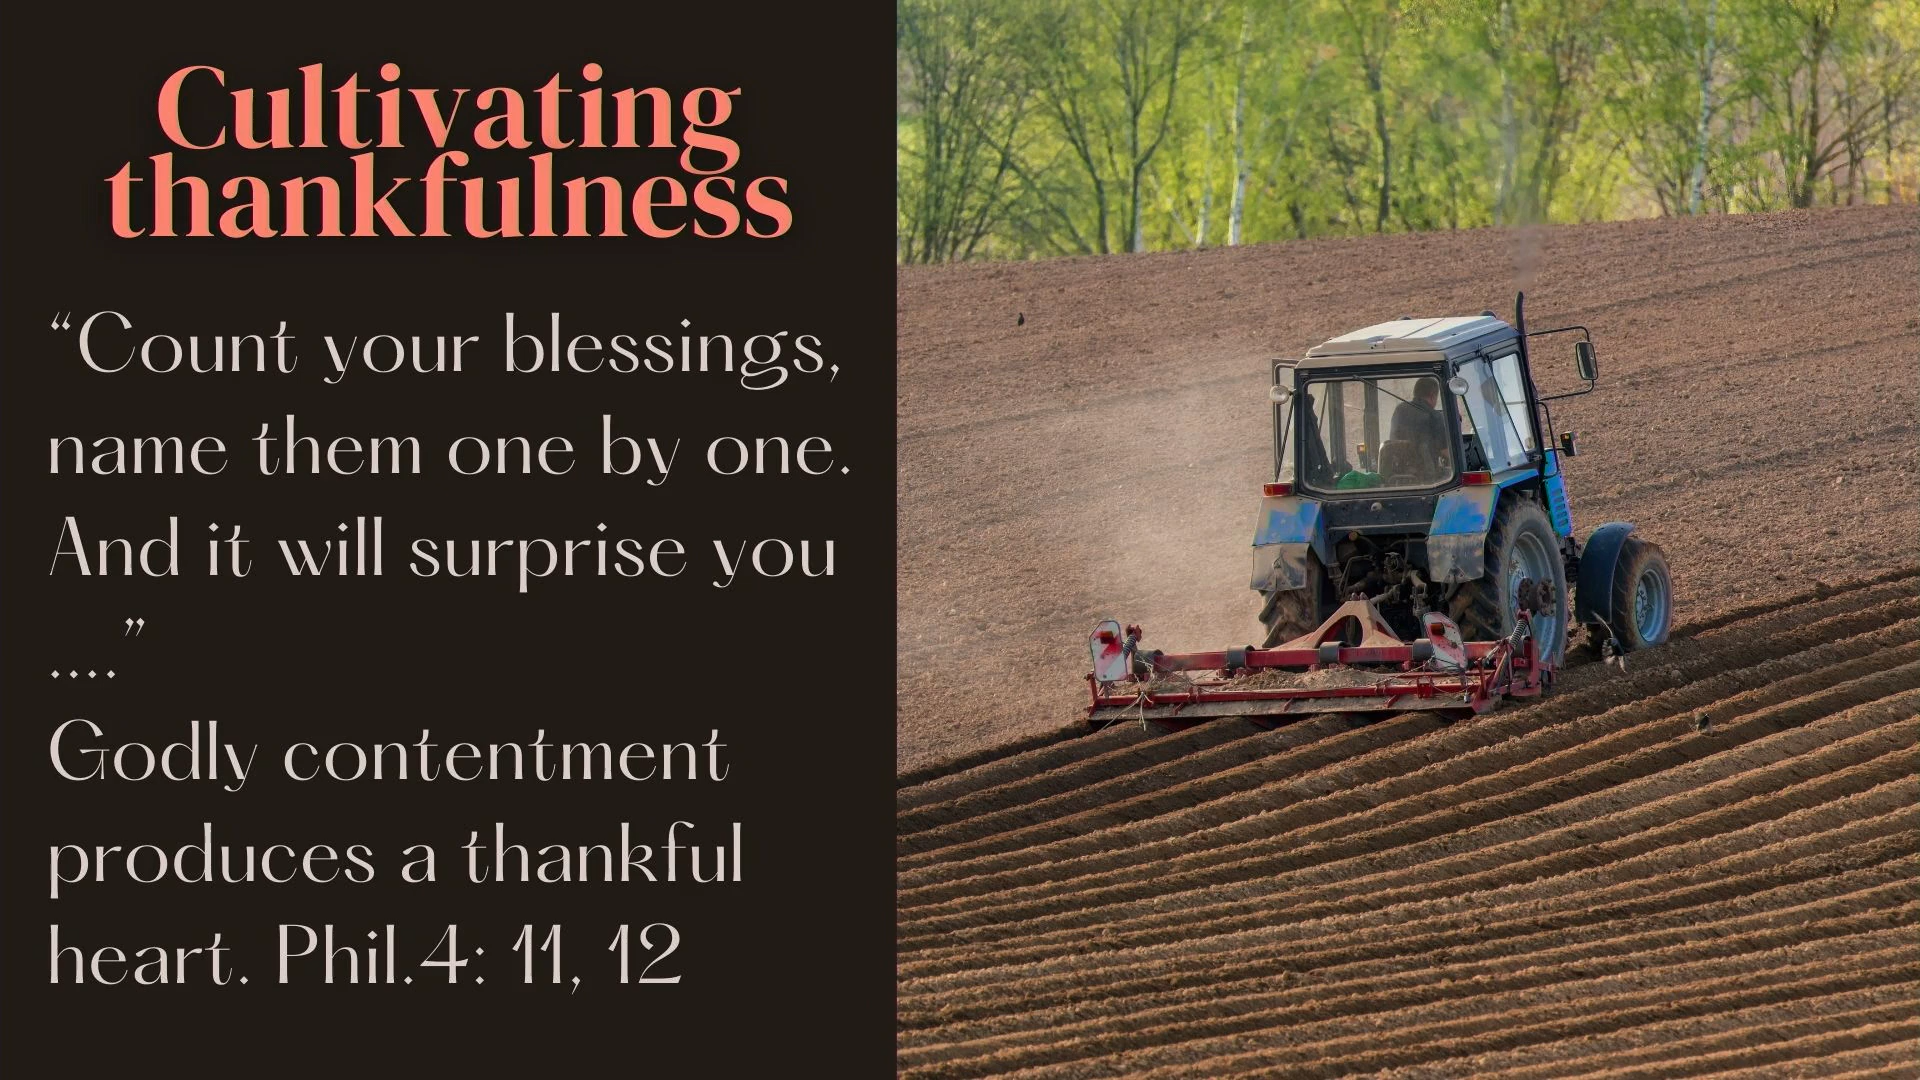 Cultivating
thankfulness
“Count your blessings,
name them one by one.
And it will surprise you
....”
Godly contentment
produces a thankful
heart. Phil.4: 11, 12